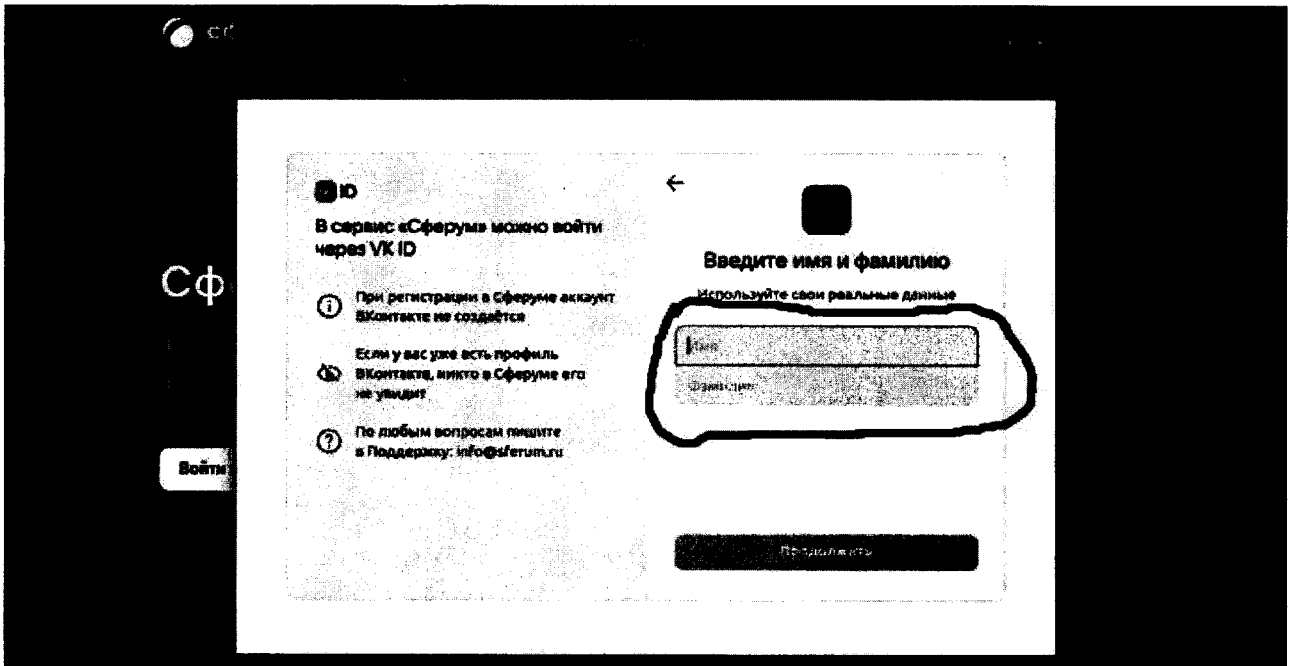 Сф
Войти
ID
В сервис «Сферум» можно войти
через VK ID
При регистрации в Сферуме аккаунт
ВКонтакте не создаётся
Если у вас уже есть профиль
ВКонтакте, никто в Сферуме его
не увидит
По любым вопросам пишите
в Поддержку: info@sferum.ru
Введите имя и фамилию
Используйте свои реальные данные
Имя
Фамилия
Продолжить